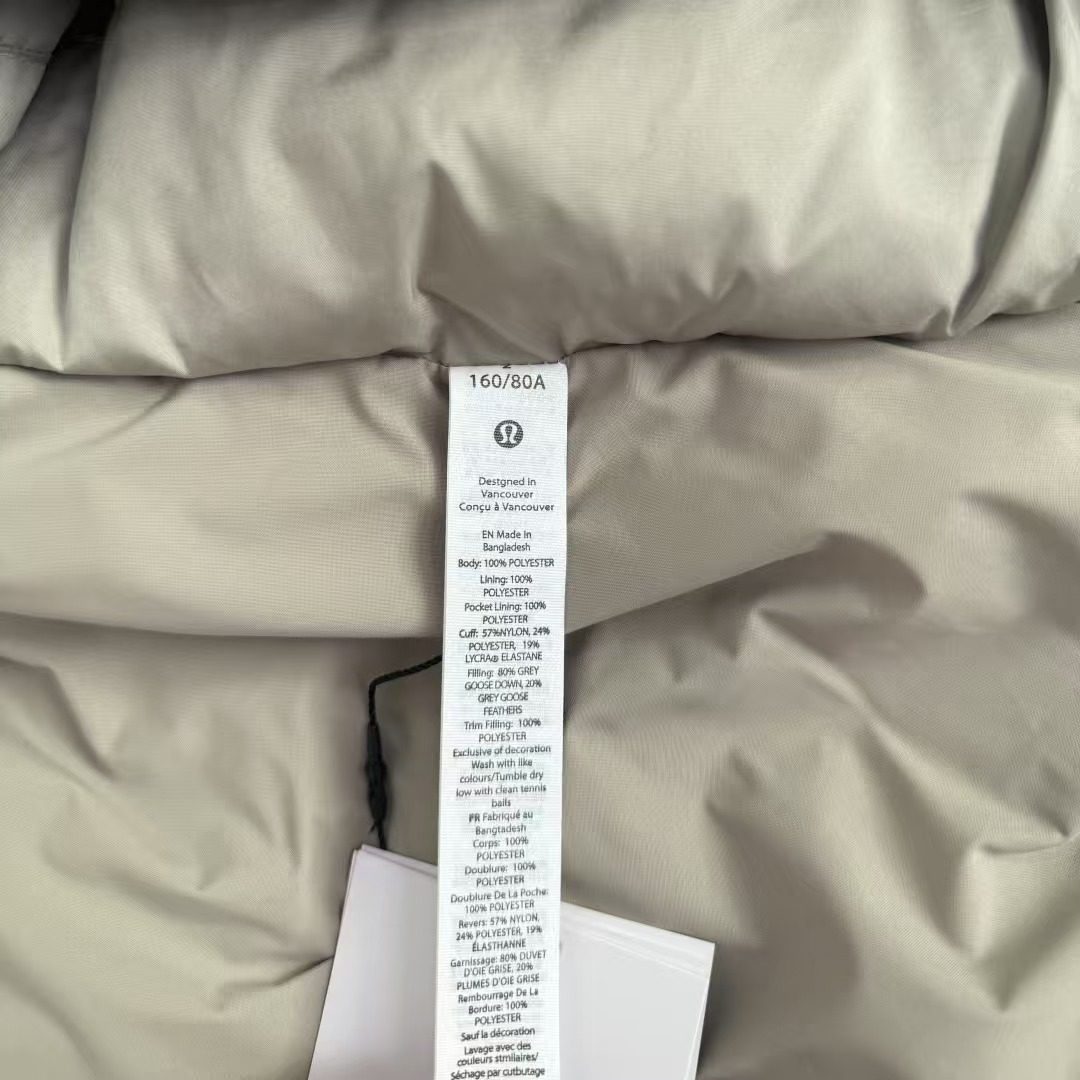 160/80A
Destgned in
Vancouver
Conçu à Vancouver
EN Made in
Bangladesh
Body: 100% POLYESTER
Lining: 100%
POLYESTER
Pocket Lining: 100%
POLYESTER
Cuff: 57%NYLON, 24%
POLYESTER, 19%
LYCRA® ELASTANE
Filling: 80% GREY
GOOSE DOWN, 20%
GREY GOOSE
FEATHERS
Trim Filling: 100%
POLYESTER
Exclusive of decoration
Wash with like
colours/Tumble dry
low with clean tennis
balls
PR Fabriqué au
Bangtadesh
Corps: 100%
POLYESTER
Doublure: 100%
POLYESTER
Doublure De La Poche:
100% POLYESTER
Revers: 57% NYLON,
24% POLYESTER, 19%
ÉLASTHANNE
Garnissage: 80% DUVET
D'OIE GRISE, 20%
PLUMES D'OIE GRISE
Rembourrage De La
Bordure: 100%
POLYESTER
Sauf la décoration
Lavage avec des
couleurs stmilaires/
Séchage par cutbutage